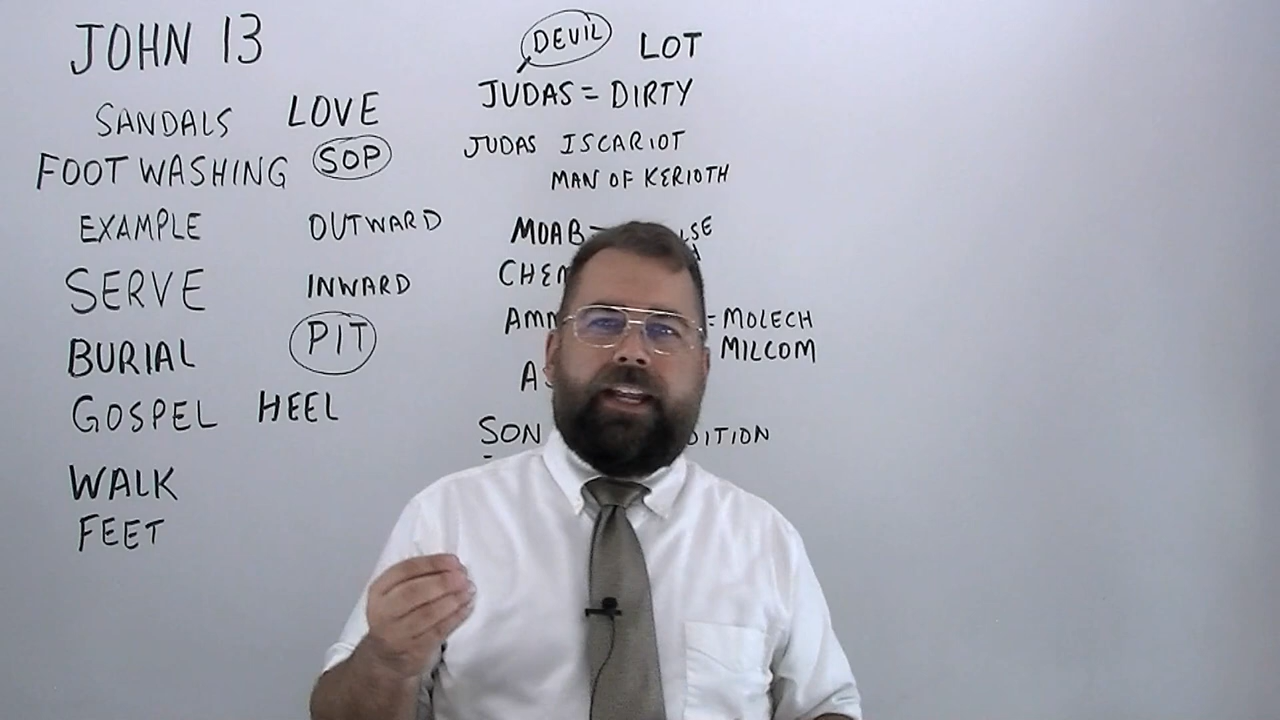 JOHN 13
SANDALS LOVE
FOOT WASHING SOP
EXAMPLE OUTWARD
SERVE INWARD
BURIAL PIT
GOSPEL HEEL
WALK
FEET
DEVIL LOT
JUDAS = DIRTY
JUDAS ISCARIOT
MAN OF KERIOTH
MOAB
= MOLECH
MILCOM
SON